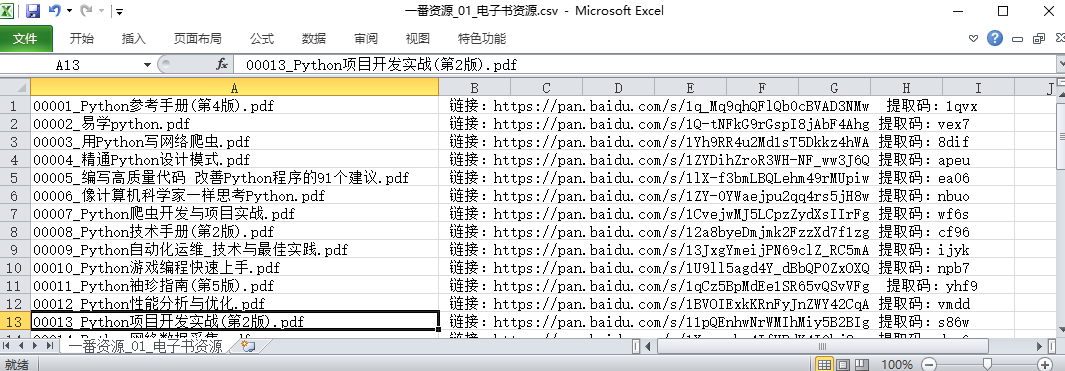 一番资源_01_电子书资源.csv - Microsoft Excel
文件 开始 插入 页面布局 公式 数据 审阅 视图 特色功能
A13 fx 00013_Python项目开发实战(第2版).pdf
A B C D E F G H I J
1 00001_Python参考手册(第4版).pdf 链接：https://pan.baidu.com/s/1q_Mq9qhQFlQb0cBVAD3NMw 提取码：1qvx
2 00002_易学python.pdf 链接：https://pan.baidu.com/s/1Q-tNFkG9rGspI8jAbF4Ahg 提取码：vex7
3 00003_用Python写网络爬虫.pdf 链接：https://pan.baidu.com/s/1Yh9RR4u2Md1sT5Dkkz4hWA 提取码：8dif
4 00004_精通Python设计模式.pdf 链接：https://pan.baidu.com/s/1ZYDihZroR3WH-NF_ww3J6Q 提取码：apeu
5 00005_编写高质量代码 改善Python程序的91个建议.pdf 链接：https://pan.baidu.com/s/1lX-f3bmLBQLehm49rMUpiw 提取码：ea06
6 00006_像计算机科学家一样思考Python.pdf 链接：https://pan.baidu.com/s/1ZY-0YWaejpu2qq4rs5jH8w 提取码：nbuo
7 00007_Python爬虫开发与项目实战.pdf 链接：https://pan.baidu.com/s/1CvejwMJ5LCpzZydXsIIrFg 提取码：wf6s
8 00008_Python技术手册(第2版).pdf 链接：https://pan.baidu.com/s/12a8byeDmjmk2FzzXd7f1zg 提取码：cf96
9 00009_Python自动化运维_技术与最佳实践.pdf 链接：https://pan.baidu.com/s/13JxgYmeijPN69clZ_RC5mA 提取码：ijyk
10 00010_Python游戏编程快速上手.pdf 链接：https://pan.baidu.com/s/1U9ll5agd4Y_dBbQPOZxOXQ 提取码：npb7
11 00011_Python袖珍指南(第5版).pdf 链接：https://pan.baidu.com/s/1qCz5BpMdEe1SR65vQSvVFg 提取码：yhf9
12 00012_Python性能分析与优化.pdf 链接：https://pan.baidu.com/s/1BVOIExkKRnFyJnZWY42CqA 提取码：vmdd
13 00013_Python项目开发实战(第2版).pdf 链接：https://pan.baidu.com/s/11pQEnhwNrWMIhMiy5B2BIg 提取码：s86w
一番资源_01_电子书资源
就绪 100%